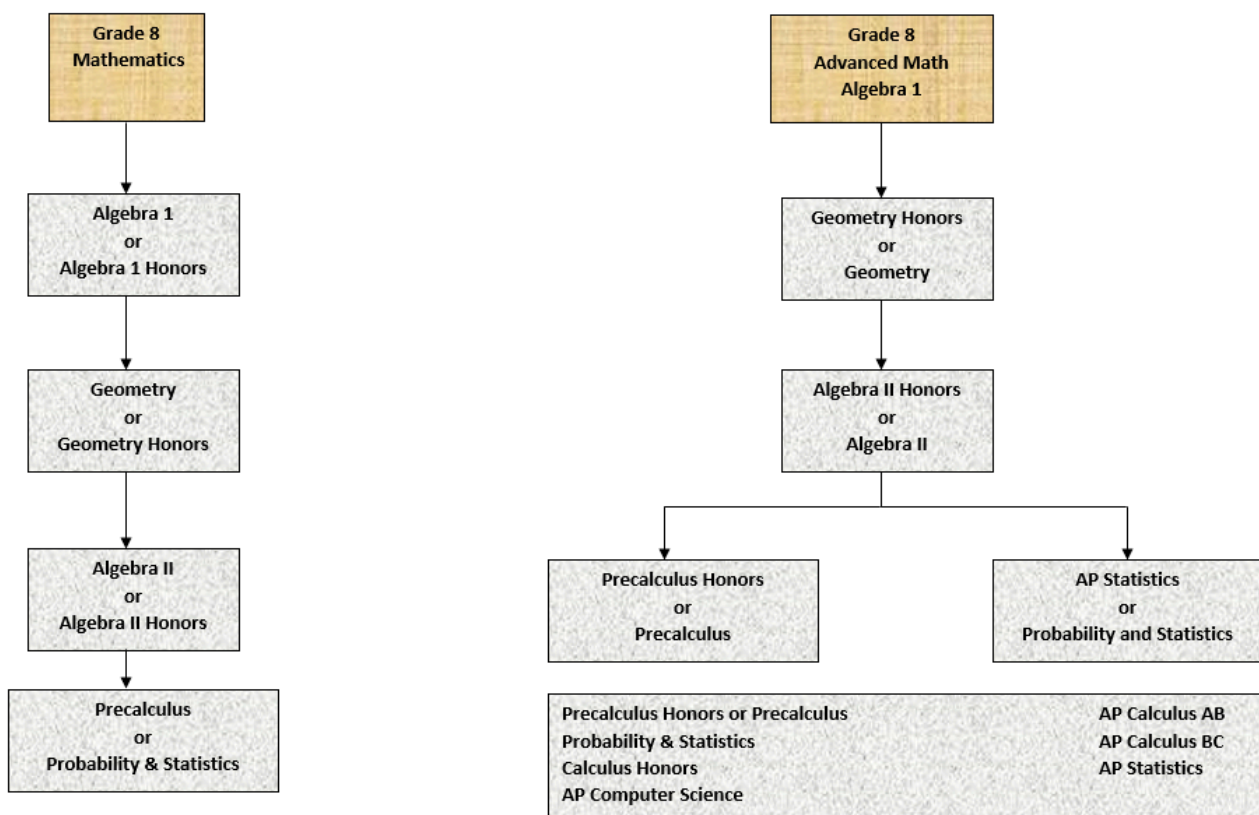 Grade 8
Mathematics
Algebra 1
or
Algebra 1 Honors
Geometry
or
Geometry Honors
Algebra II
or
Algebra II Honors
Precalculus
or
Probability & Statistics
Grade 8
Advanced Math
Algebra 1
Geometry Honors
or
Geometry
Algebra II Honors
or
Algebra II
Precalculus Honors
or
Precalculus
AP Statistics
or
Probability and Statistics
Precalculus Honors or Precalculus
Probability & Statistics
Calculus Honors
AP Computer Science
AP Calculus AB
AP Calculus BC
AP Statistics